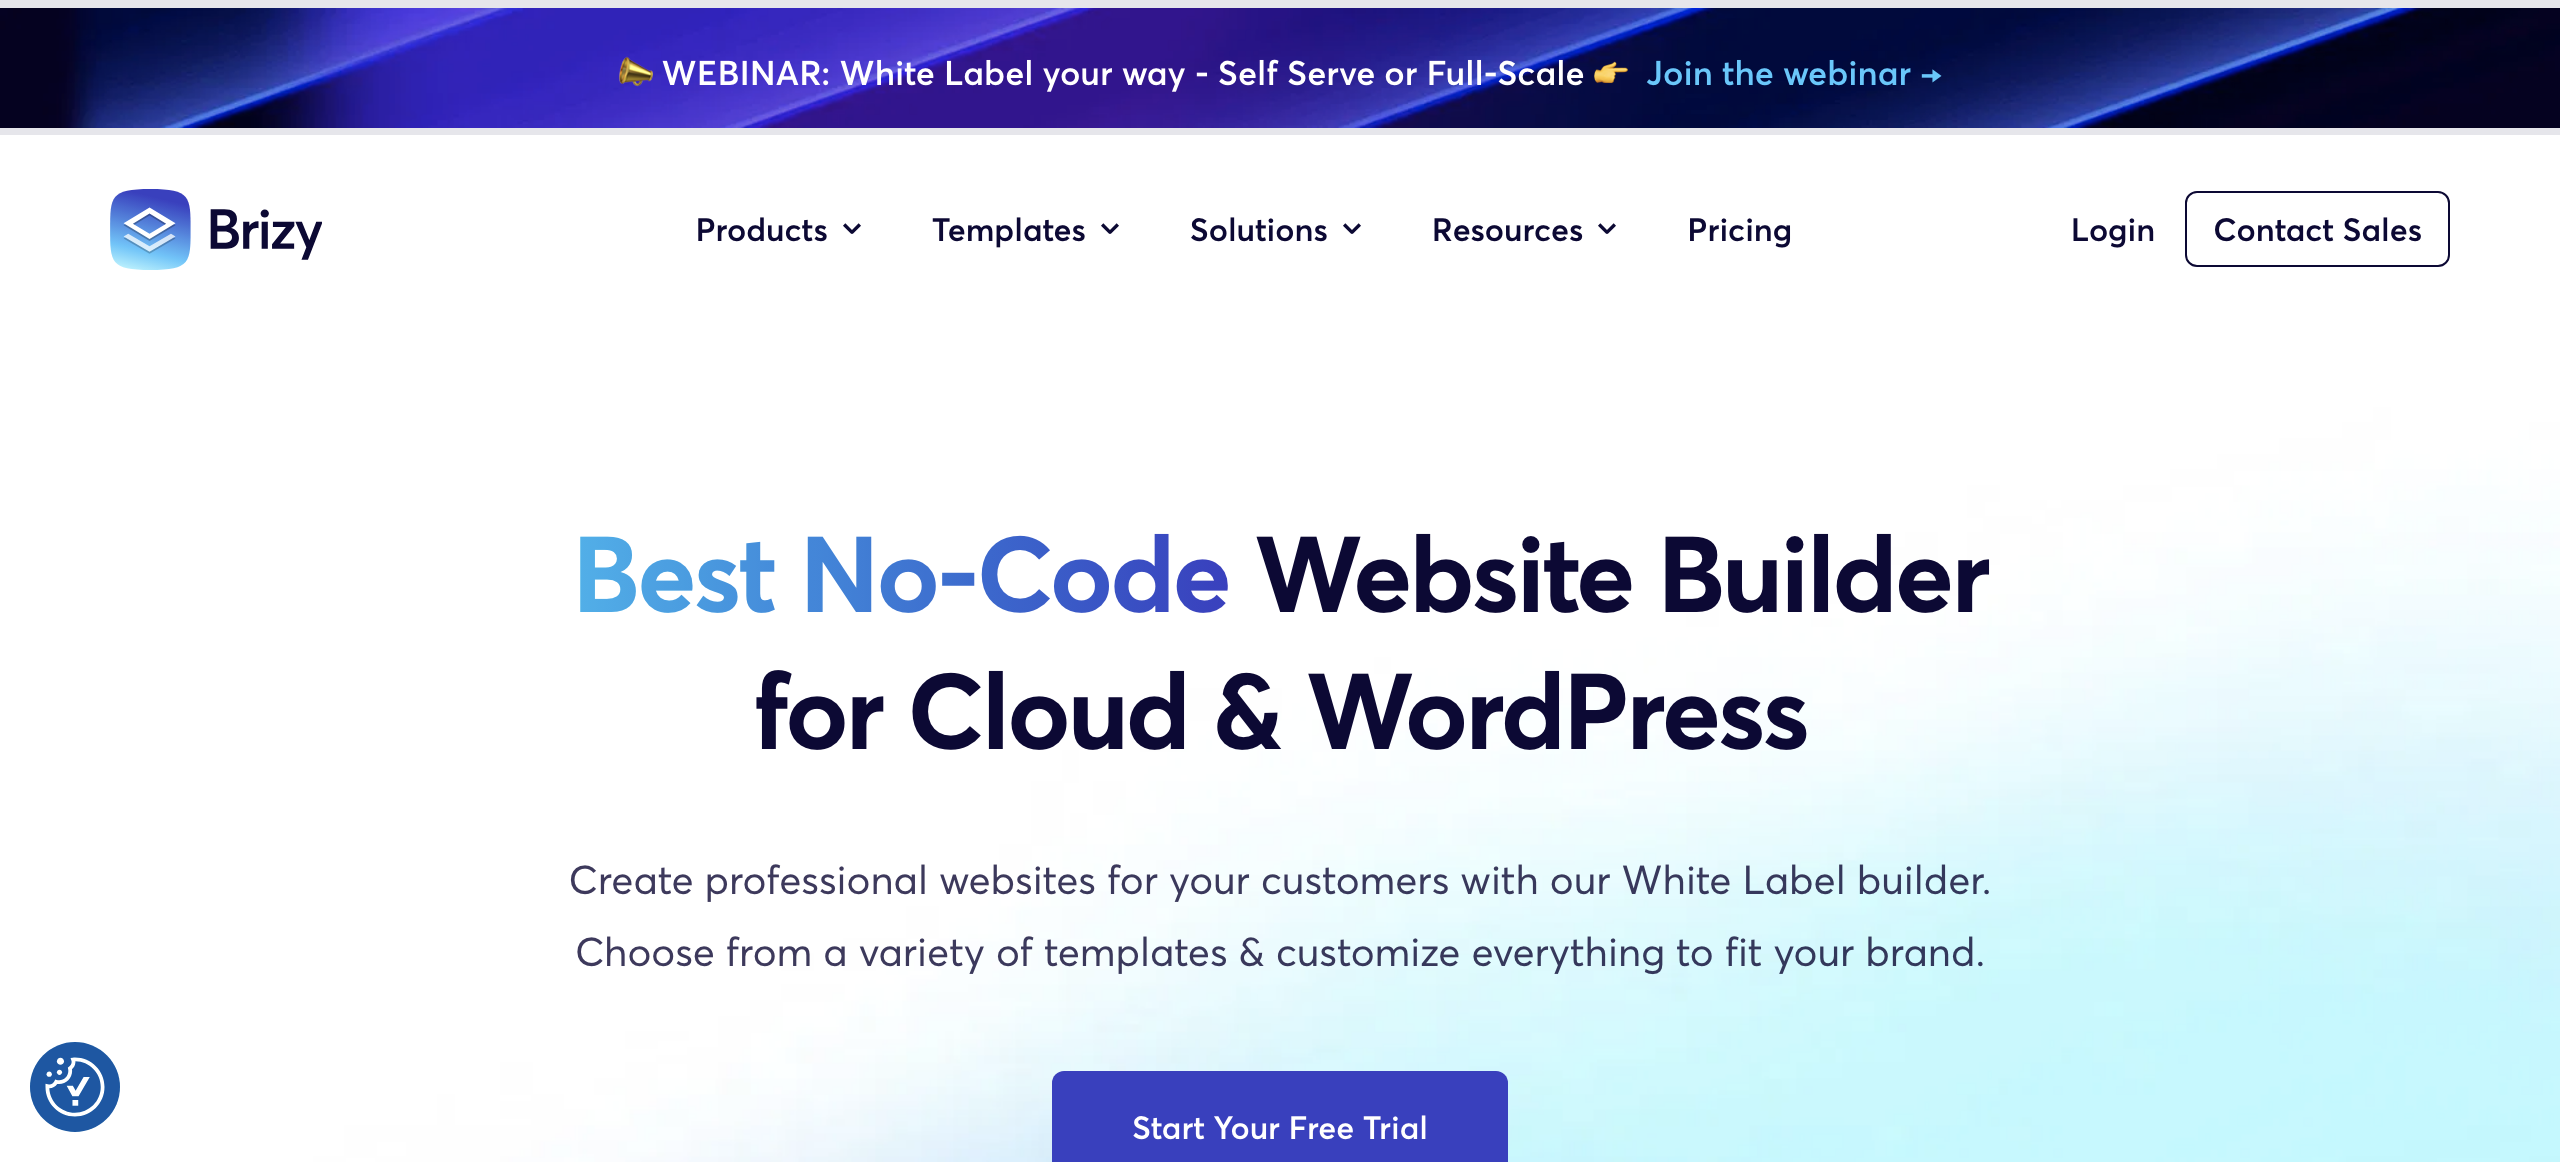 WEBINAR: White Label your way - Self Serve or Full-Scale Join the webinar →
Brizy
Products
Templates
Solutions
Resources
Pricing
Login
Contact Sales
Best No-Code Website Builder
for Cloud & WordPress
Create professional websites for your customers with our White Label builder.
Choose from a variety of templates & customize everything to fit your brand.
Start Your Free Trial